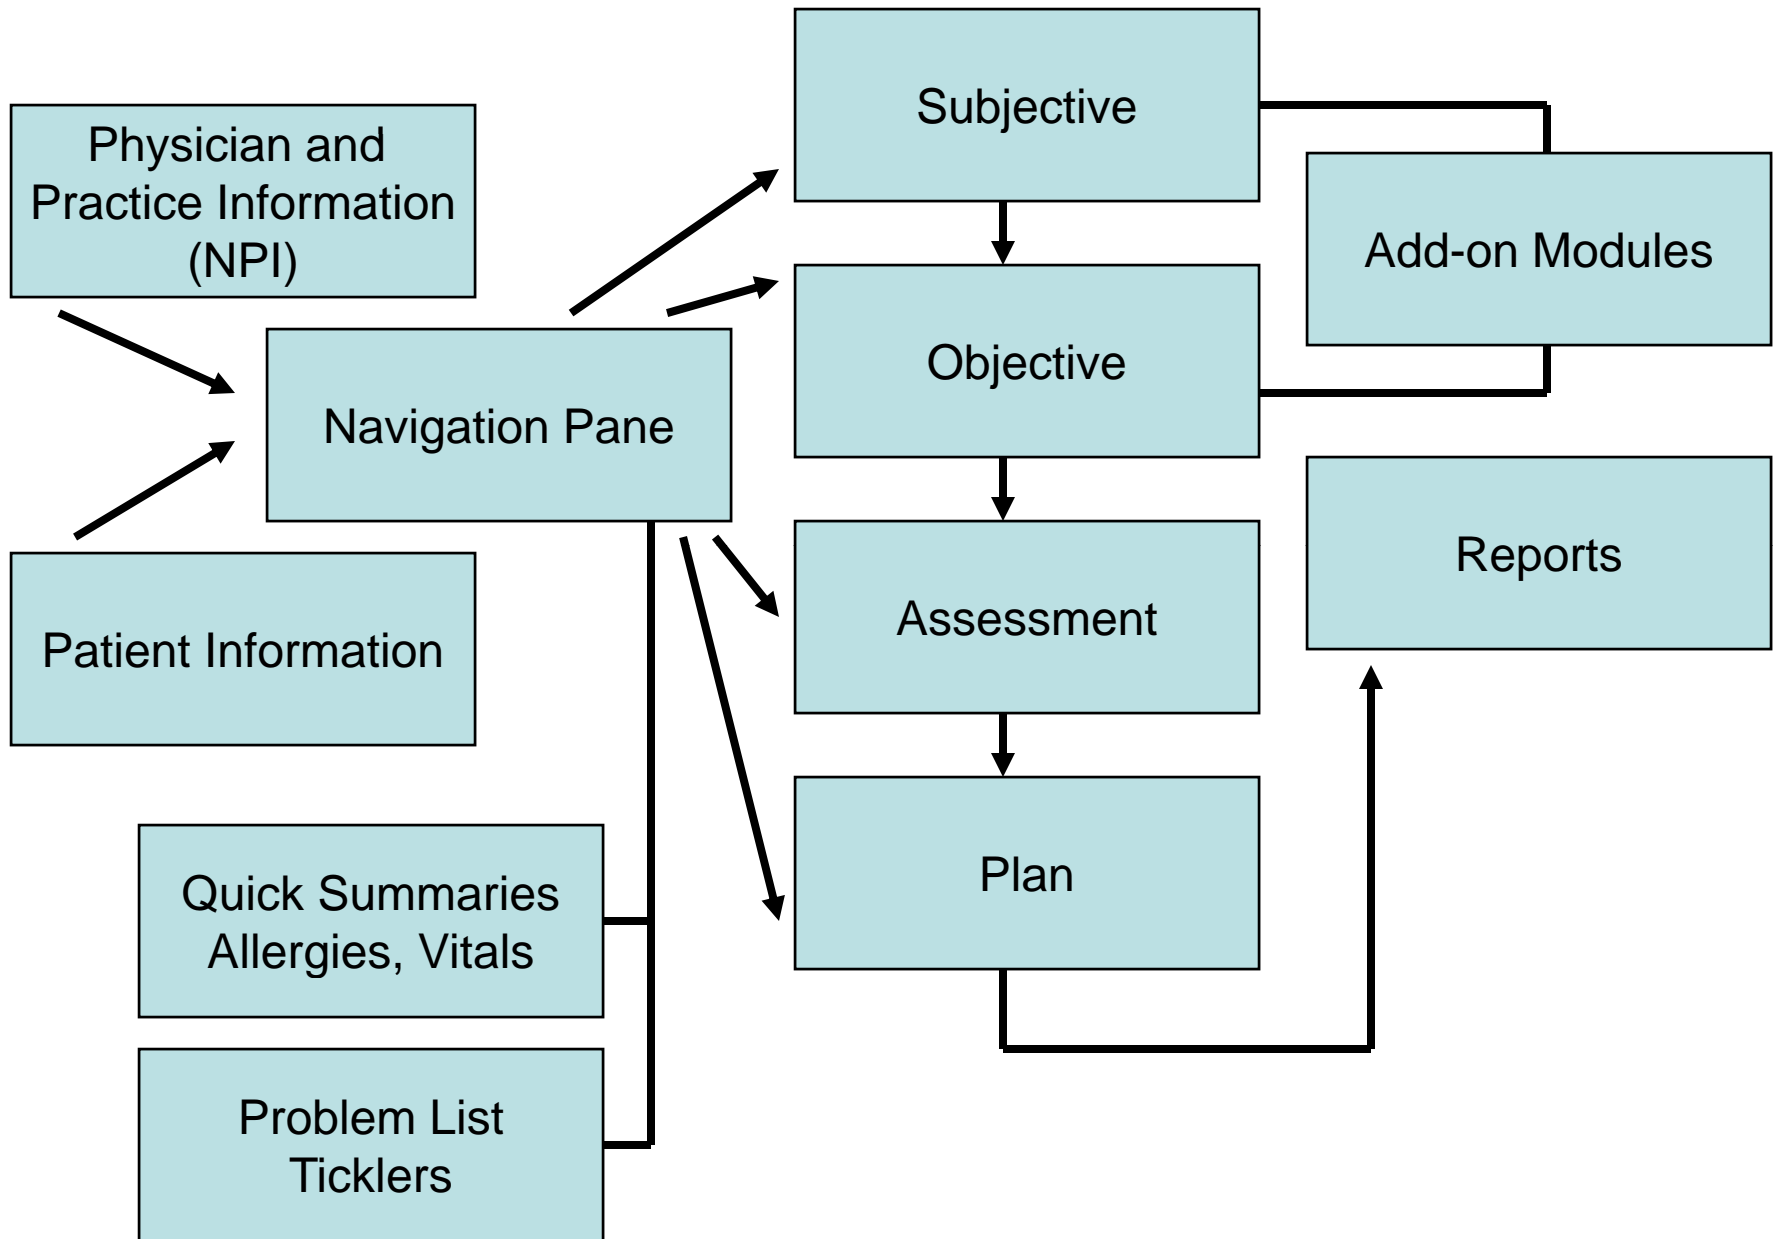 Physician and
Practice Information
(NPI)
Navigation Pane
Patient Information
Quick Summaries
Allergies, Vitals
Problem List
Ticklers
Subjective
Objective
Assessment
Plan
Add-on Modules
Reports